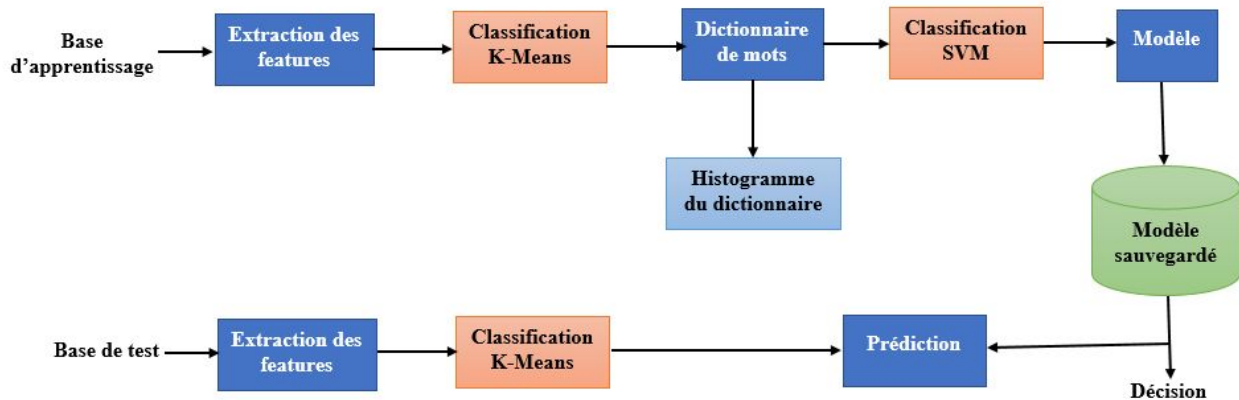 Base
d'apprentissage
Extraction des
features
Classification
K-Means
Dictionnaire
de mots
Classification
SVM
Modèle
Histogramme
du dictionnaire
Modèle
sauvegardé
Base de test
Extraction des
features
Classification
K-Means
Prédiction
Décision